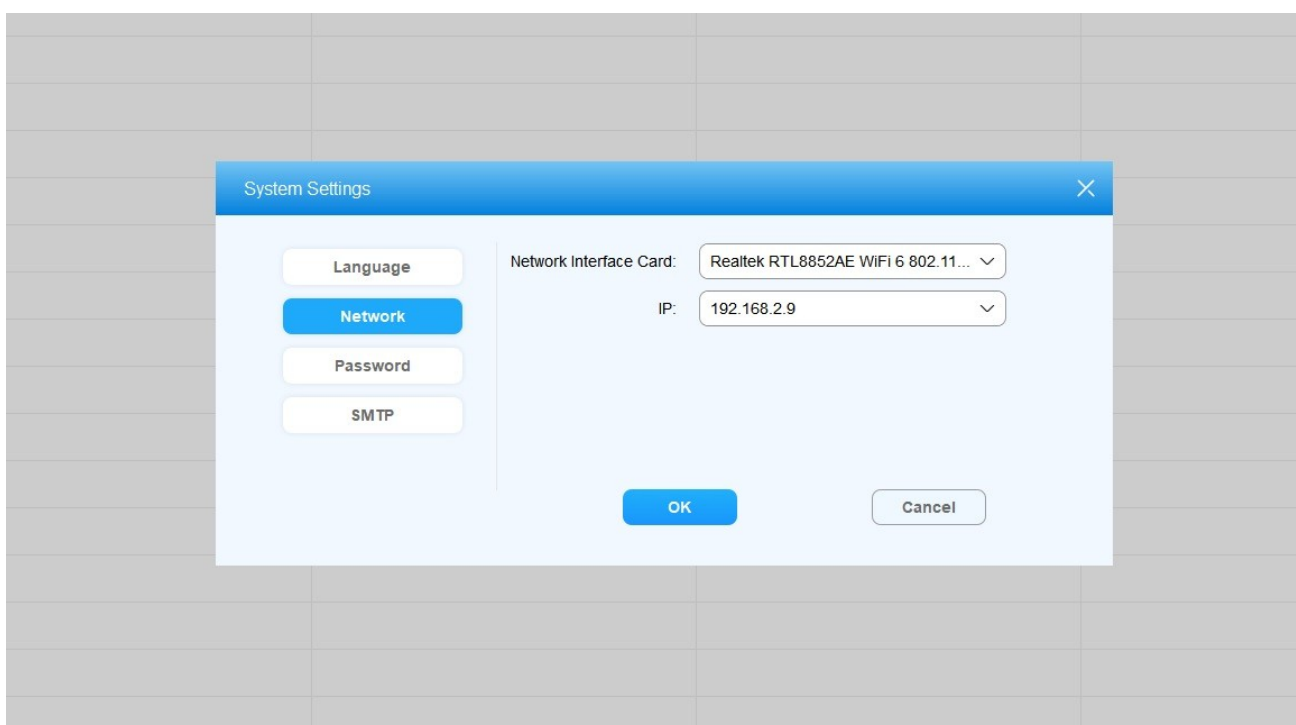 System Settings
Language
Network
Password
SMTP
Network Interface Card: Realtek RTL8852AE WiFi 6 802.11...
IP: 192.168.2.9
OK Cancel